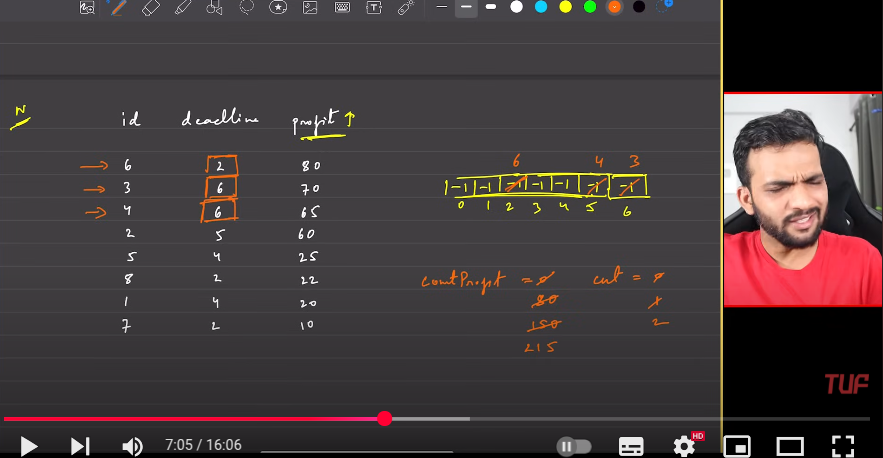 N
id deadline profit ↑
→ 6 2 80
→ 3 6 70
→ 4 6 65
2 5 60
5 4 25
8 2 22
1 4 20
7 2 10
6 4 3
-1 -1 -1 -1 -1 -1 -1
0 1 2 3 4 5 6
countProfit = 0 cnt = 0
80 1
150 2
215
TUF
7:05 / 16:06
HD